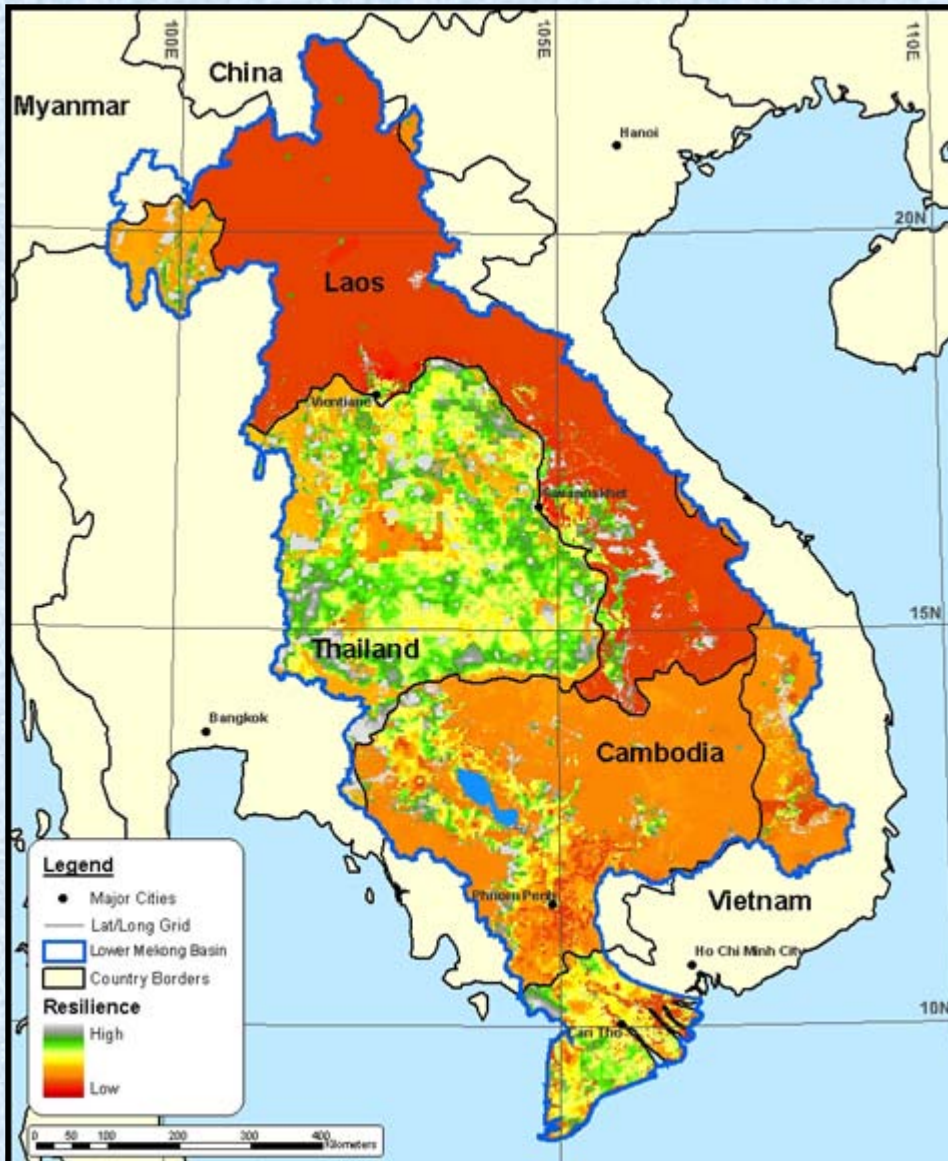 100E
105E
110E
China
Myanmar
Hanoi
20N
Laos
Vientiane
Savannakhet
15N
Thailand
Bangkok
Cambodia
Legend
Major Cities
Lat/Long Grid
Lower Mekong Basin
Country Borders
Resilience
High
Low
Phnom Penh
Vietnam
Ho Chi Minh City
10N
Can Tho
0 50 100 200 300 400
Kilometers